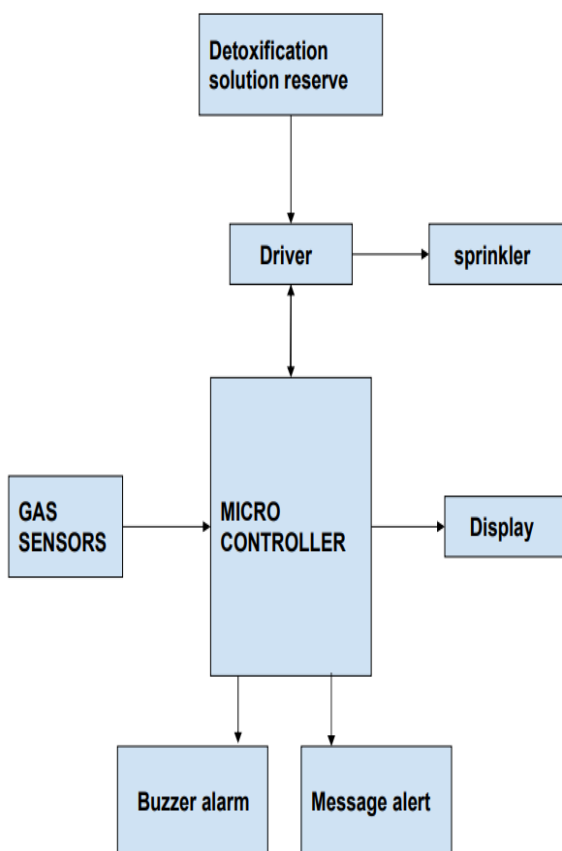 Detoxification
solution reserve
Driver
sprinkler
GAS
SENSORS
MICRO
CONTROLLER
Display
Buzzer alarm
Message alert